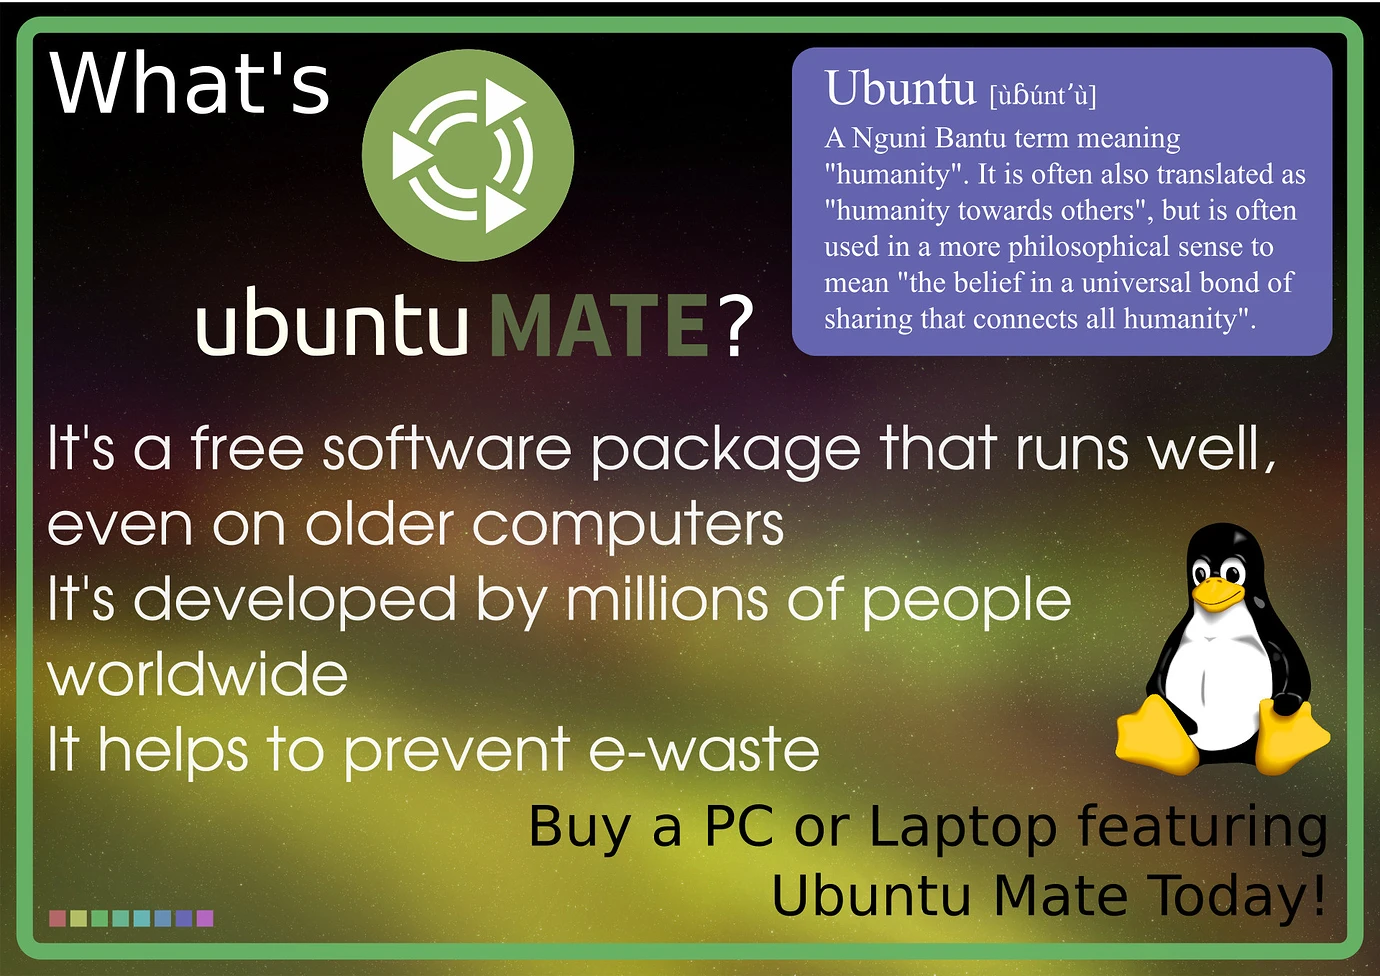 What's
ubuntu MATE?
Ubuntu [ùɓúntʼù]
A Nguni Bantu term meaning
"humanity". It is often also translated as
"humanity towards others", but is often
used in a more philosophical sense to
mean "the belief in a universal bond of
sharing that connects all humanity".
It's a free software package that runs well,
even on older computers
It's developed by millions of people
worldwide
It helps to prevent e-waste
Buy a PC or Laptop featuring
Ubuntu Mate Today!